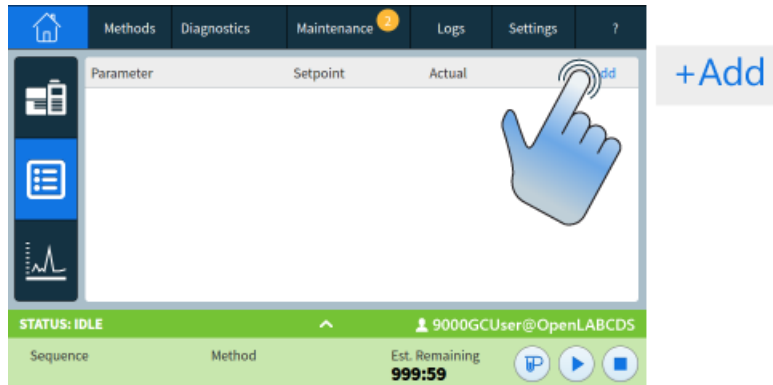 Methods Diagnostics Maintenance 2 Logs Settings ?
Parameter Setpoint Actual dd
+Add
STATUS: IDLE 9000GCUser@OpenLABCDS
Sequence Method Est. Remaining
999:59